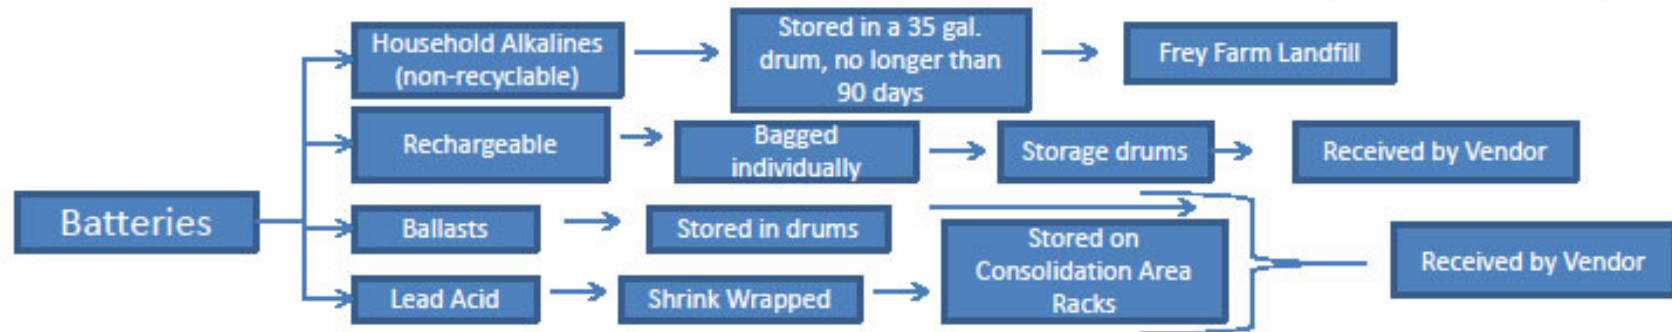 Batteries
Household Alkalines
(non-recyclable)
Stored in a 35 gal.
drum, no longer than
90 days
Frey Farm Landfill
Rechargeable
Bagged
individually
Storage drums
Received by Vendor
Ballasts
Stored in drums
Lead Acid
Shrink Wrapped
Stored on
Consolidation Area
Racks
Received by Vendor